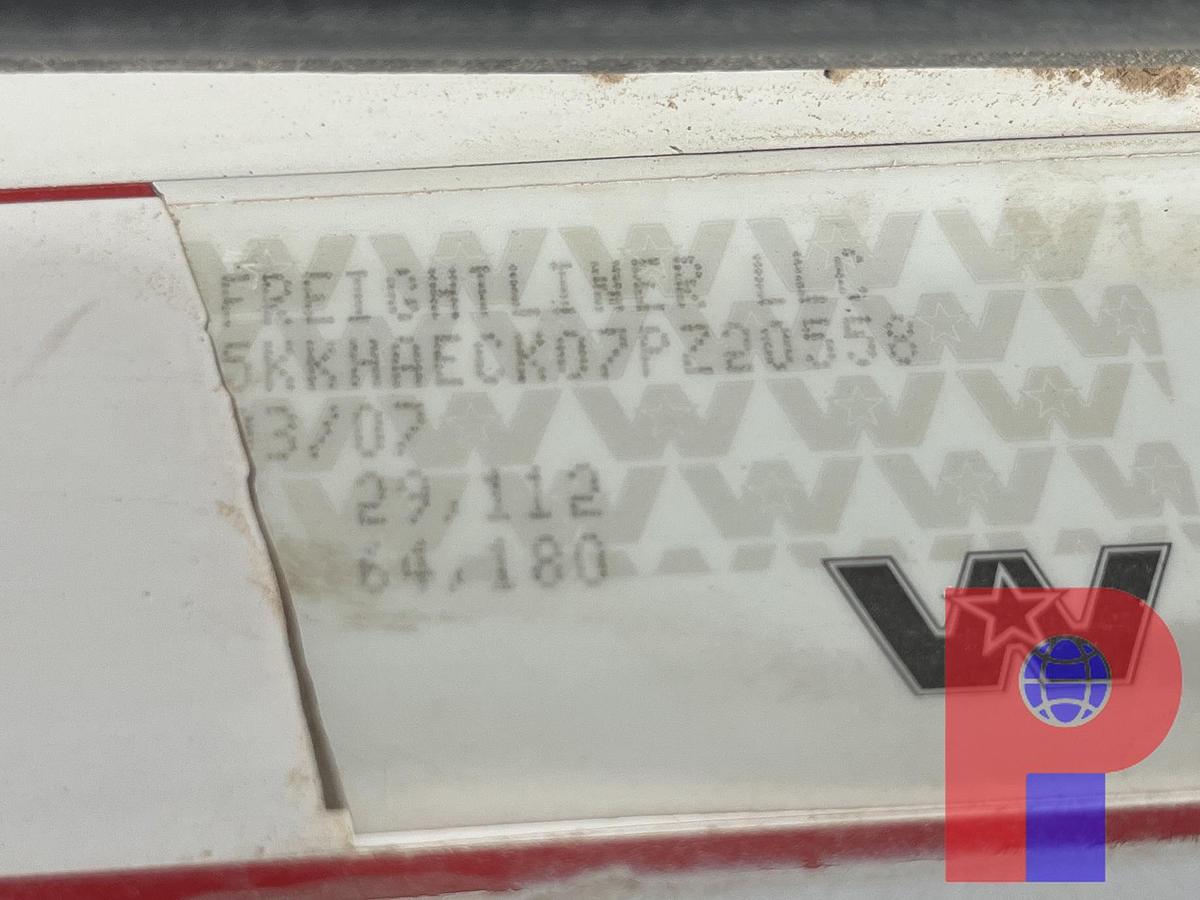 FREIGHTLINER LLC,
5KKHAECK07PZ20558
03/07
29,112
64,180